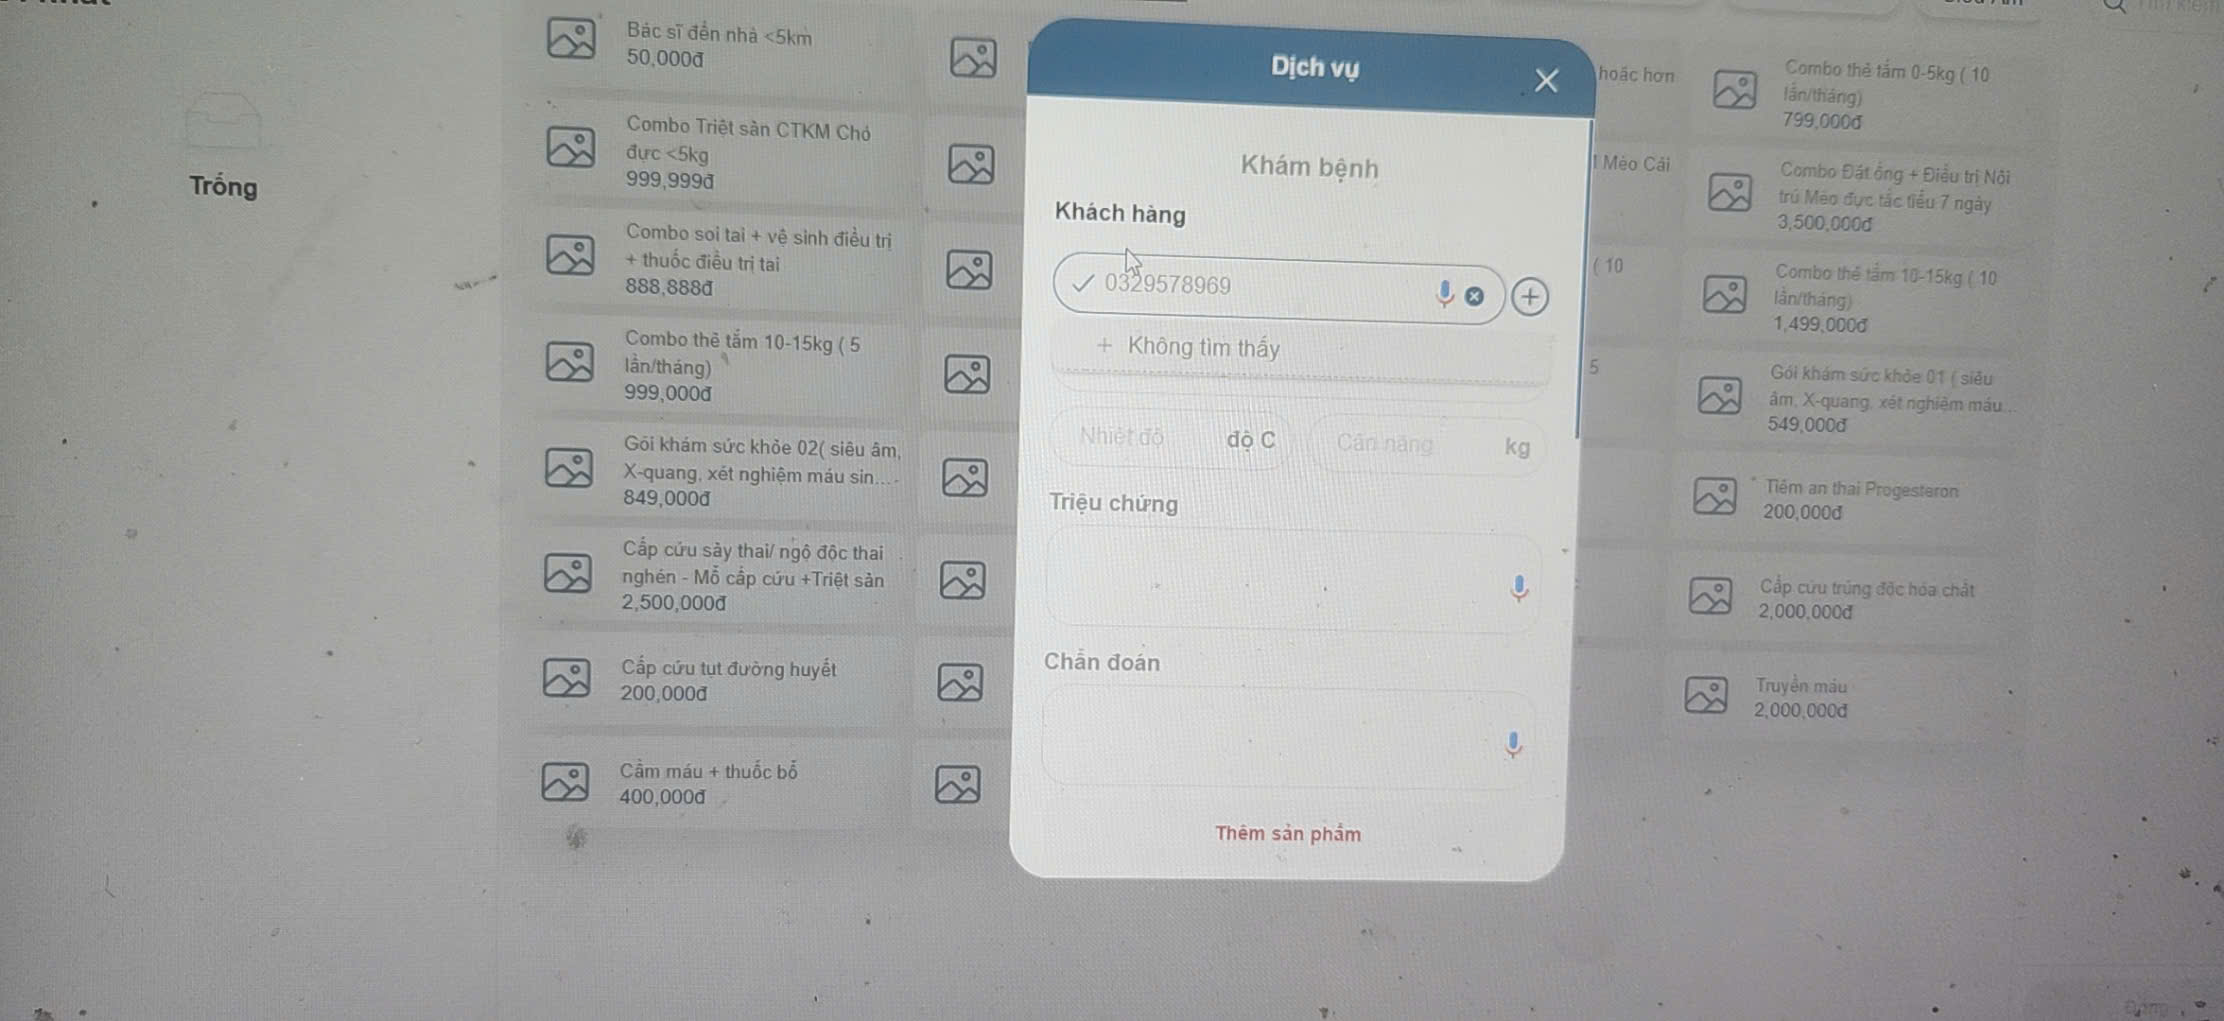 Trống
Bác sĩ đến nhà <5km
50,000đ
Combo Triệt sản CTKM Chó
đực <5kg
999,999đ
Combo soi tai + vệ sinh điều trị
+ thuốc điều trị tai
888,888đ
Combo thẻ tắm 10-15kg ( 5
lần/tháng)
999,000đ
Gói khám sức khỏe 02( siêu âm,
X-quang, xét nghiệm máu sin...
849,000đ
Cấp cứu sảy thai/ ngộ độc thai
nghén - Mổ cấp cứu +Triệt sản
2,500,000đ
Cấp cứu tụt đường huyết
200,000đ
Cầm máu + thuốc bổ
400,000đ
Dịch vụ
Khám bệnh
Khách hàng
0329578969
+ Không tìm thấy
Nhiệt độ
độ C
Cân nặng
kg
Triệu chứng
Chẩn đoán
Thêm sản phẩm
hoặc hơn
Mèo Cái
( 10
5
Combo thẻ tắm 0-5kg ( 10
lần/tháng)
799,000đ
Combo Đặt ống + Điều trị Nội
trú Mèo đực tắc tiểu 7 ngày
3,500,000đ
Combo thẻ tắm 10-15kg ( 10
lần/tháng)
1,499,000đ
Gói khám sức khỏe 01 ( siêu
âm, X-quang, xét nghiệm máu...
549,000đ
Tiêm an thai Progesteron
200,000đ
Cấp cứu trúng độc hóa chất
2,000,000đ
Truyền máu
2,000,000đ